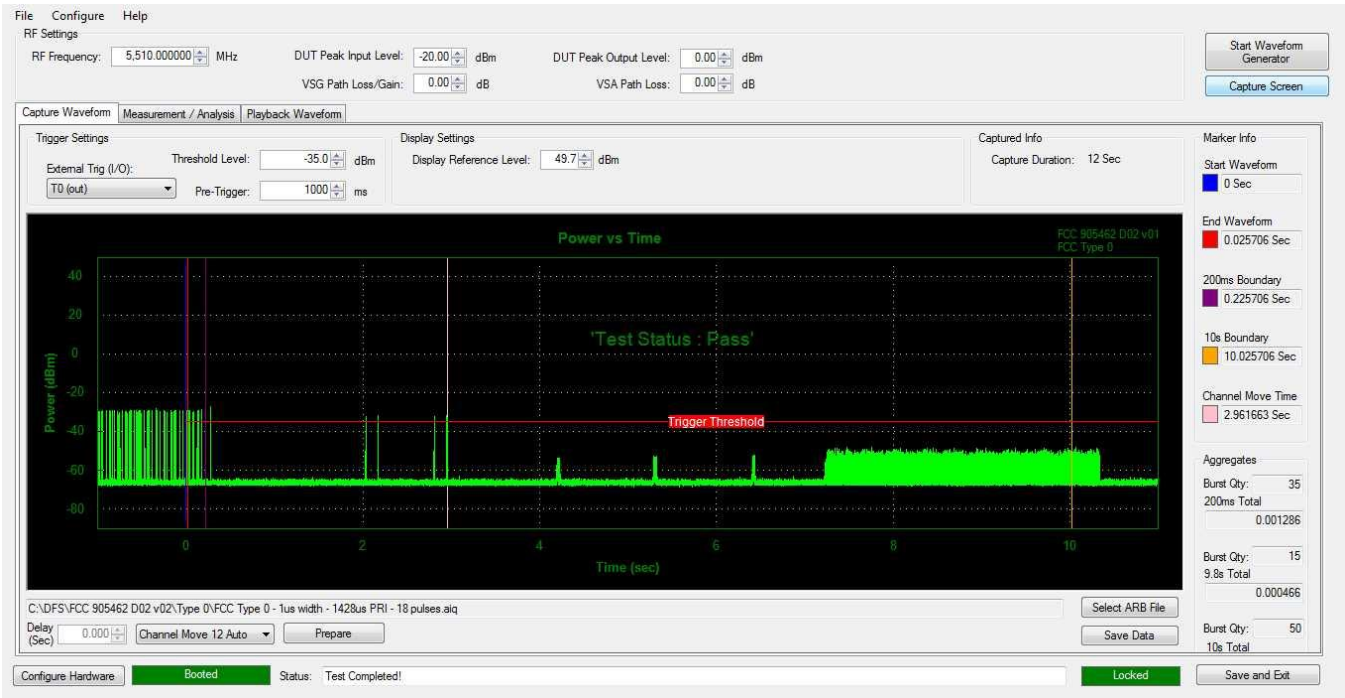 File Configure Help
RF Settings
RF Frequency: 5,510.000000 MHz DUT Peak Input Level: -20.00 dBm DUT Peak Output Level: 0.00 dBm
VSG Path Loss/Gain: 0.00 dB VSA Path Loss: 0.00 dB
Start Waveform
Generator
Capture Screen
Capture Waveform Measurement / Analysis Playback Waveform
Trigger Settings
External Trig (I/O):
T0 (out)
Threshold Level: -35.0 dBm
Pre-Trigger: 1000 ms
Display Settings
Display Reference Level: 49.7 dBm
Captured Info
Capture Duration: 12 Sec
Marker Info
Start Waveform
0 Sec
End Waveform
0.025706 Sec
200ms Boundary
0.225706 Sec
10s Boundary
10.025706 Sec
Channel Move Time
2.961663 Sec
Aggregates
Burst Qty: 35
200ms Total
0.001286
Burst Qty: 15
9.8s Total
0.000466
Burst Qty: 50
10s Total
Power vs Time
FCC 905462 D02 v01
FCC Type 0
'Test Status : Pass'
Trigger Threshold
Power (dBm)
40
20
0
-20
-40
-60
-80
0 2 4 6 8 10
Time (sec)
C:\DFS\FCC 905462 D02 v02\Type 0\FCC Type 0 - 1us width - 1428us PRI - 18 pulses.aiq
Select ARB File
Delay
(Sec) 0.000 Channel Move 12 Auto Prepare
Save Data
Configure Hardware Booted Status: Test Completed! Locked Save and Exit